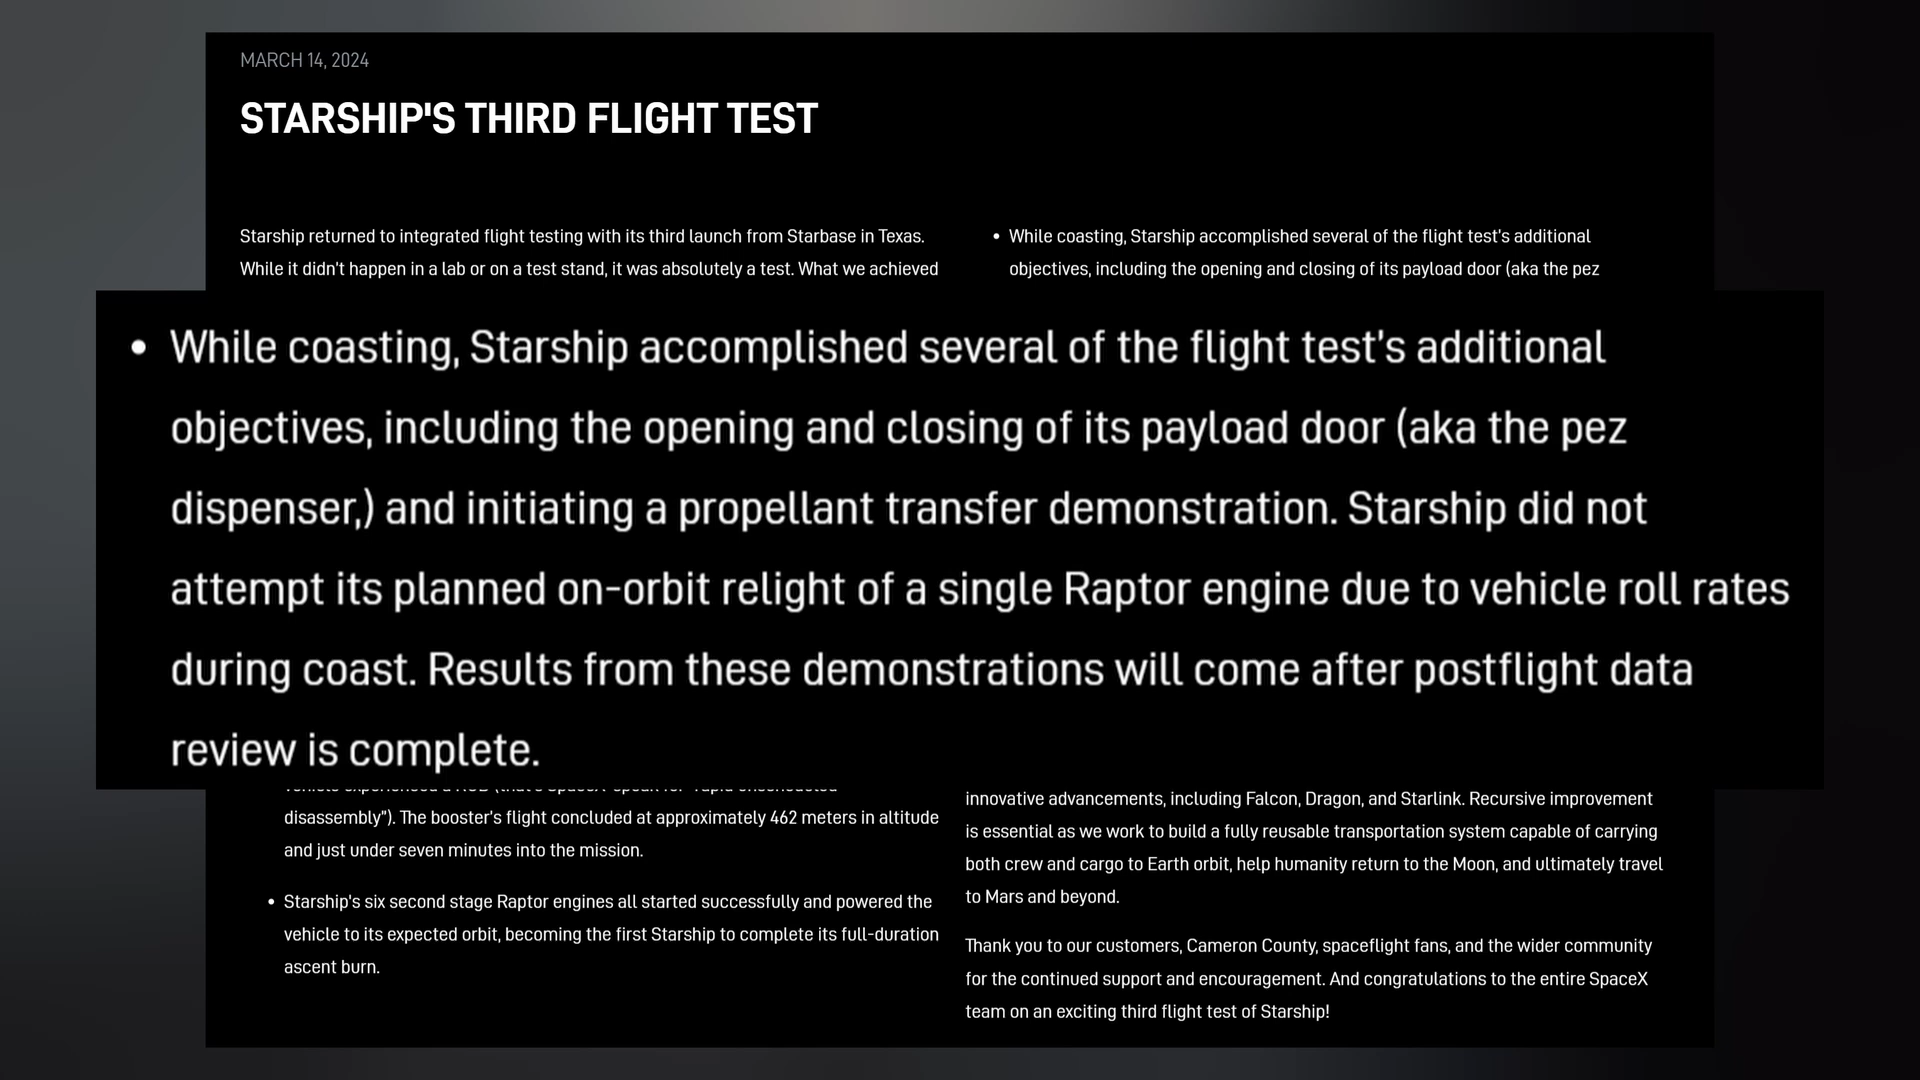 MARCH 14, 2024
STARSHIP'S THIRD FLIGHT TEST
Starship returned to integrated flight testing with its third launch from Starbase in Texas.
While it didn't happen in a lab or on a test stand, it was absolutely a test. What we achieved
• While coasting, Starship accomplished several of the flight test's additional
objectives, including the opening and closing of its payload door (aka the pez
• While coasting, Starship accomplished several of the flight test's additional
objectives, including the opening and closing of its payload door (aka the pez
dispenser,) and initiating a propellant transfer demonstration. Starship did not
attempt its planned on-orbit relight of a single Raptor engine due to vehicle roll rates
during coast. Results from these demonstrations will come after postflight data
review is complete.
disassembly"). The booster's flight concluded at approximately 462 meters in altitude
and just under seven minutes into the mission.
• Starship's six second stage Raptor engines all started successfully and powered the
vehicle to its expected orbit, becoming the first Starship to complete its full-duration
ascent burn.
innovative advancements, including Falcon, Dragon, and Starlink. Recursive improvement
is essential as we work to build a fully reusable transportation system capable of carrying
both crew and cargo to Earth orbit, help humanity return to the Moon, and ultimately travel
to Mars and beyond.
Thank you to our customers, Cameron County, spaceflight fans, and the wider community
for the continued support and encouragement. And congratulations to the entire SpaceX
team on an exciting third flight test of Starship!